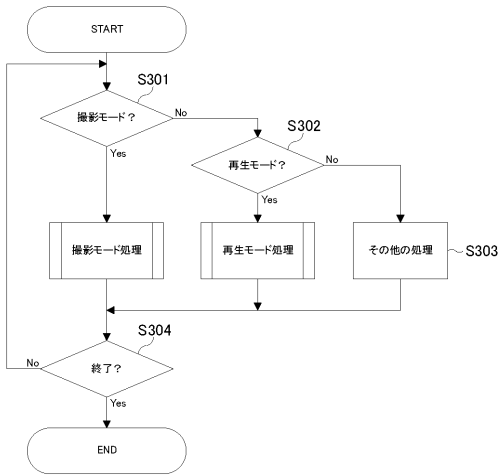 START
S301
撮影モード？
No
S302
Yes
再生モード？
No
Yes
撮影モード処理
再生モード処理
その他の処理
S303
S304
終了？
No
Yes
END